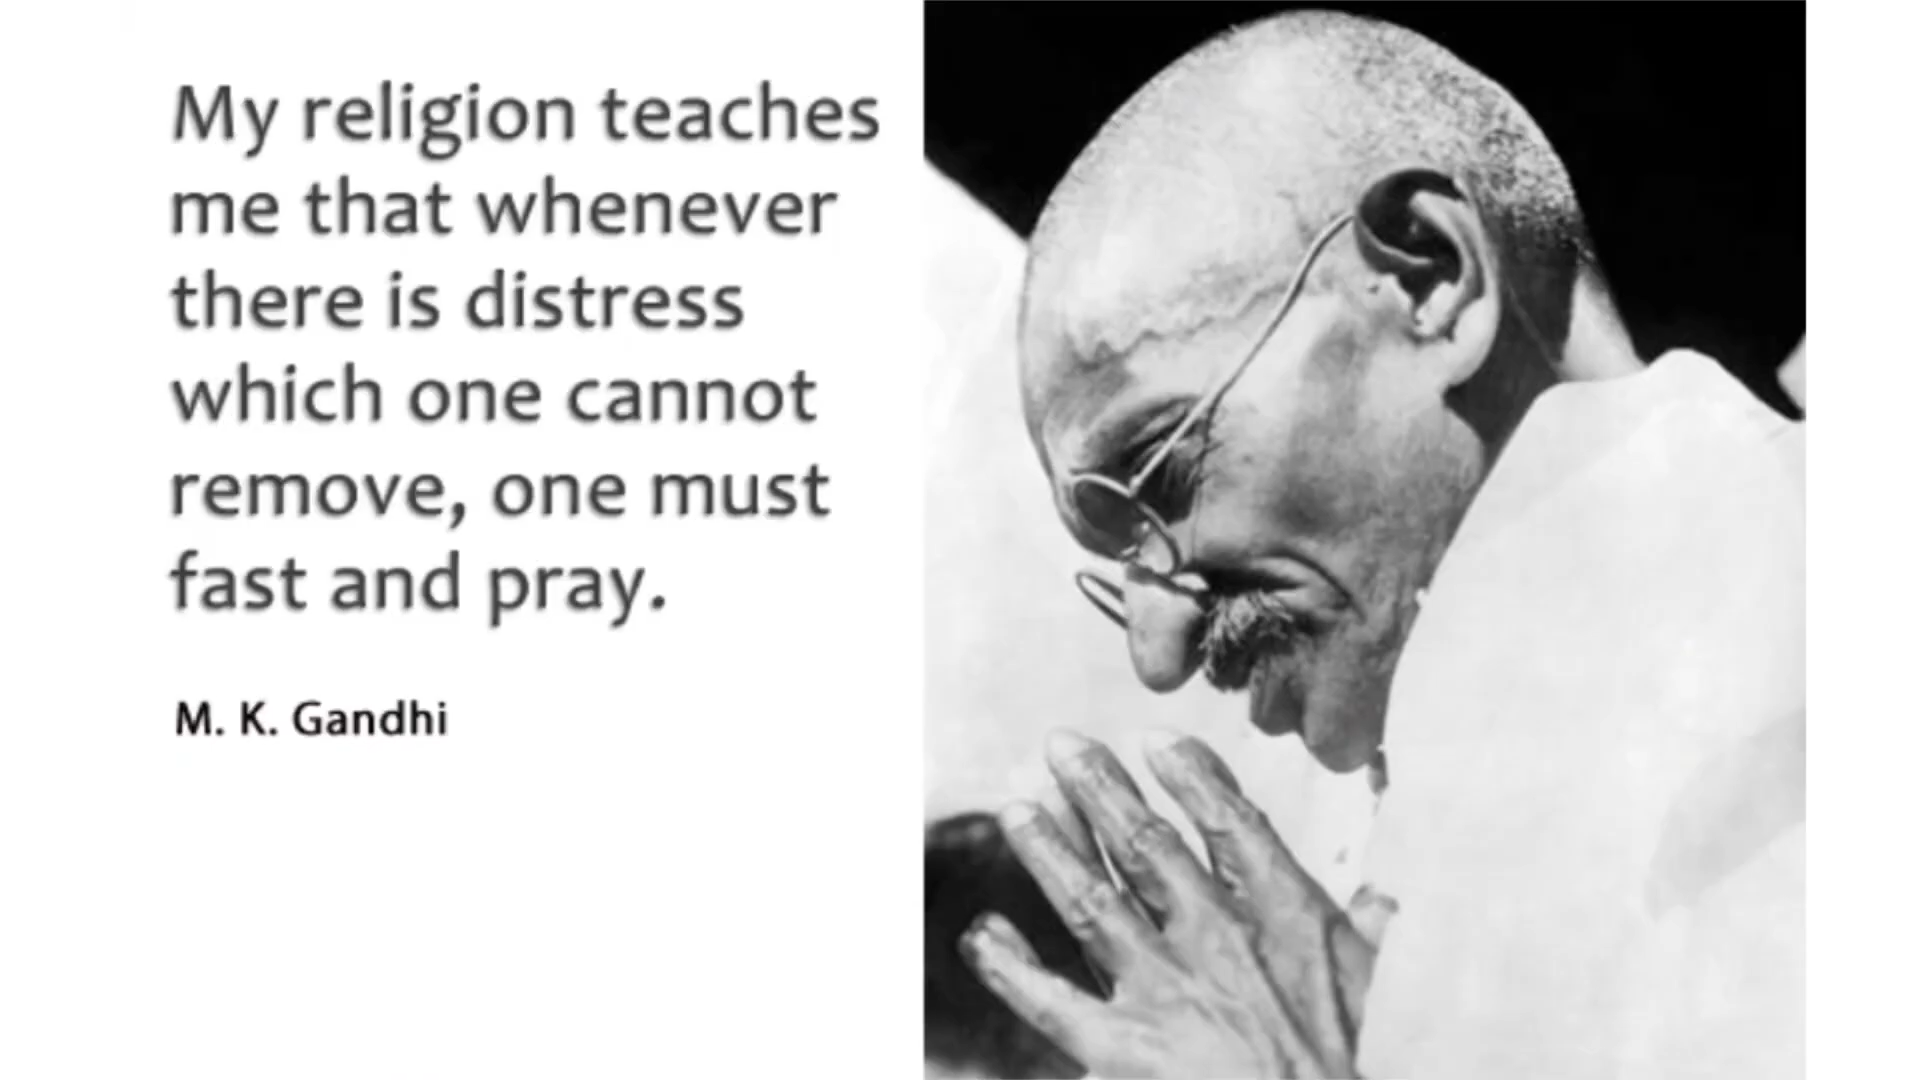 My religion teaches
me that whenever
there is distress
which one cannot
remove, one must
fast and pray.
M. K. Gandhi